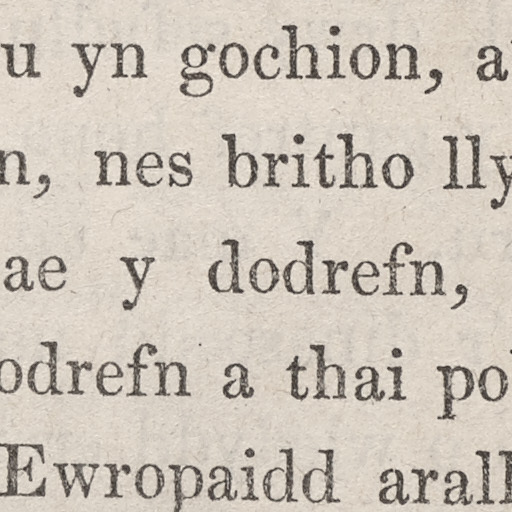 u yn gochion, a
n, nes britho lly
ae y dodrefn,
odrefn a thai po
Ewropaidd arall